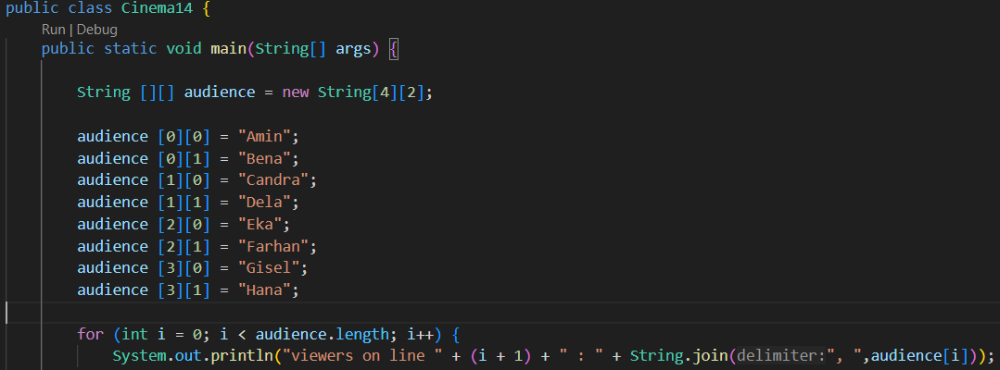 public class Cinema14 {
Run | Debug
public static void main(String[] args) {
String [][] audience = new String[4][2];
audience [0][0] = "Amin";
audience [0][1] = "Bena";
audience [1][0] = "Candra";
audience [1][1] = "Dela";
audience [2][0] = "Eka";
audience [2][1] = "Farhan";
audience [3][0] = "Gisel";
audience [3][1] = "Hana";
for (int i = 0; i < audience.length; i++) {
System.out.println("viewers on line " + (i + 1) + " : " + String.join(delimiter:", ",audience[i]));